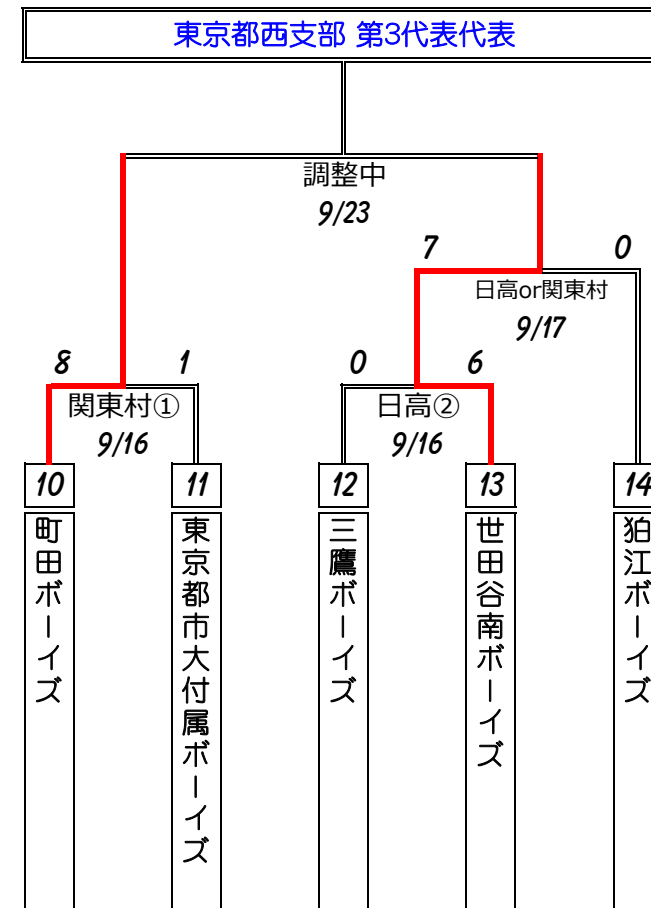 東京都西支部 第3代表代表
調整中
9/23
7 0
日高or関東村
9/17
8 1 0 6
関東村① 日高②
9/16 9/16
10 11 12 13 14
町田ボーイズ
東京都市大付属ボーイズ
三鷹ボーイズ
世田谷南ボーイズ
狛江ボーイズ